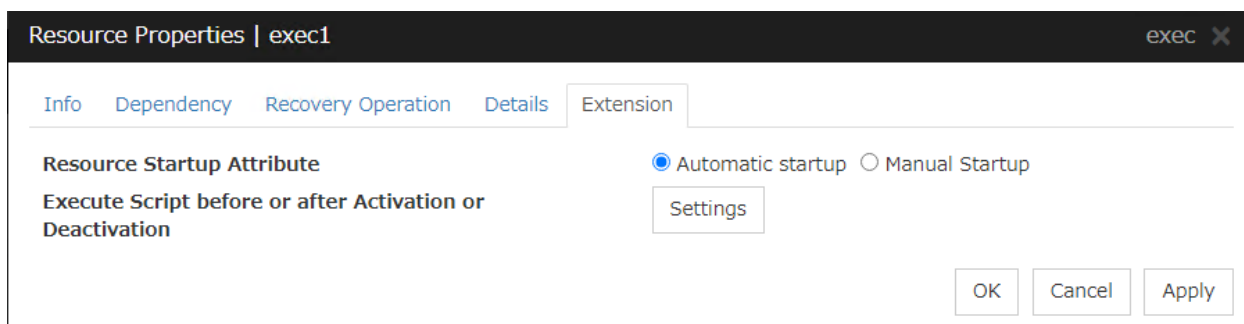 Resource Properties | exec1 exec
Info Dependency Recovery Operation Details Extension
Resource Startup Attribute Automatic startup Manual Startup
Execute Script before or after Activation or
Deactivation
Settings
OK Cancel Apply